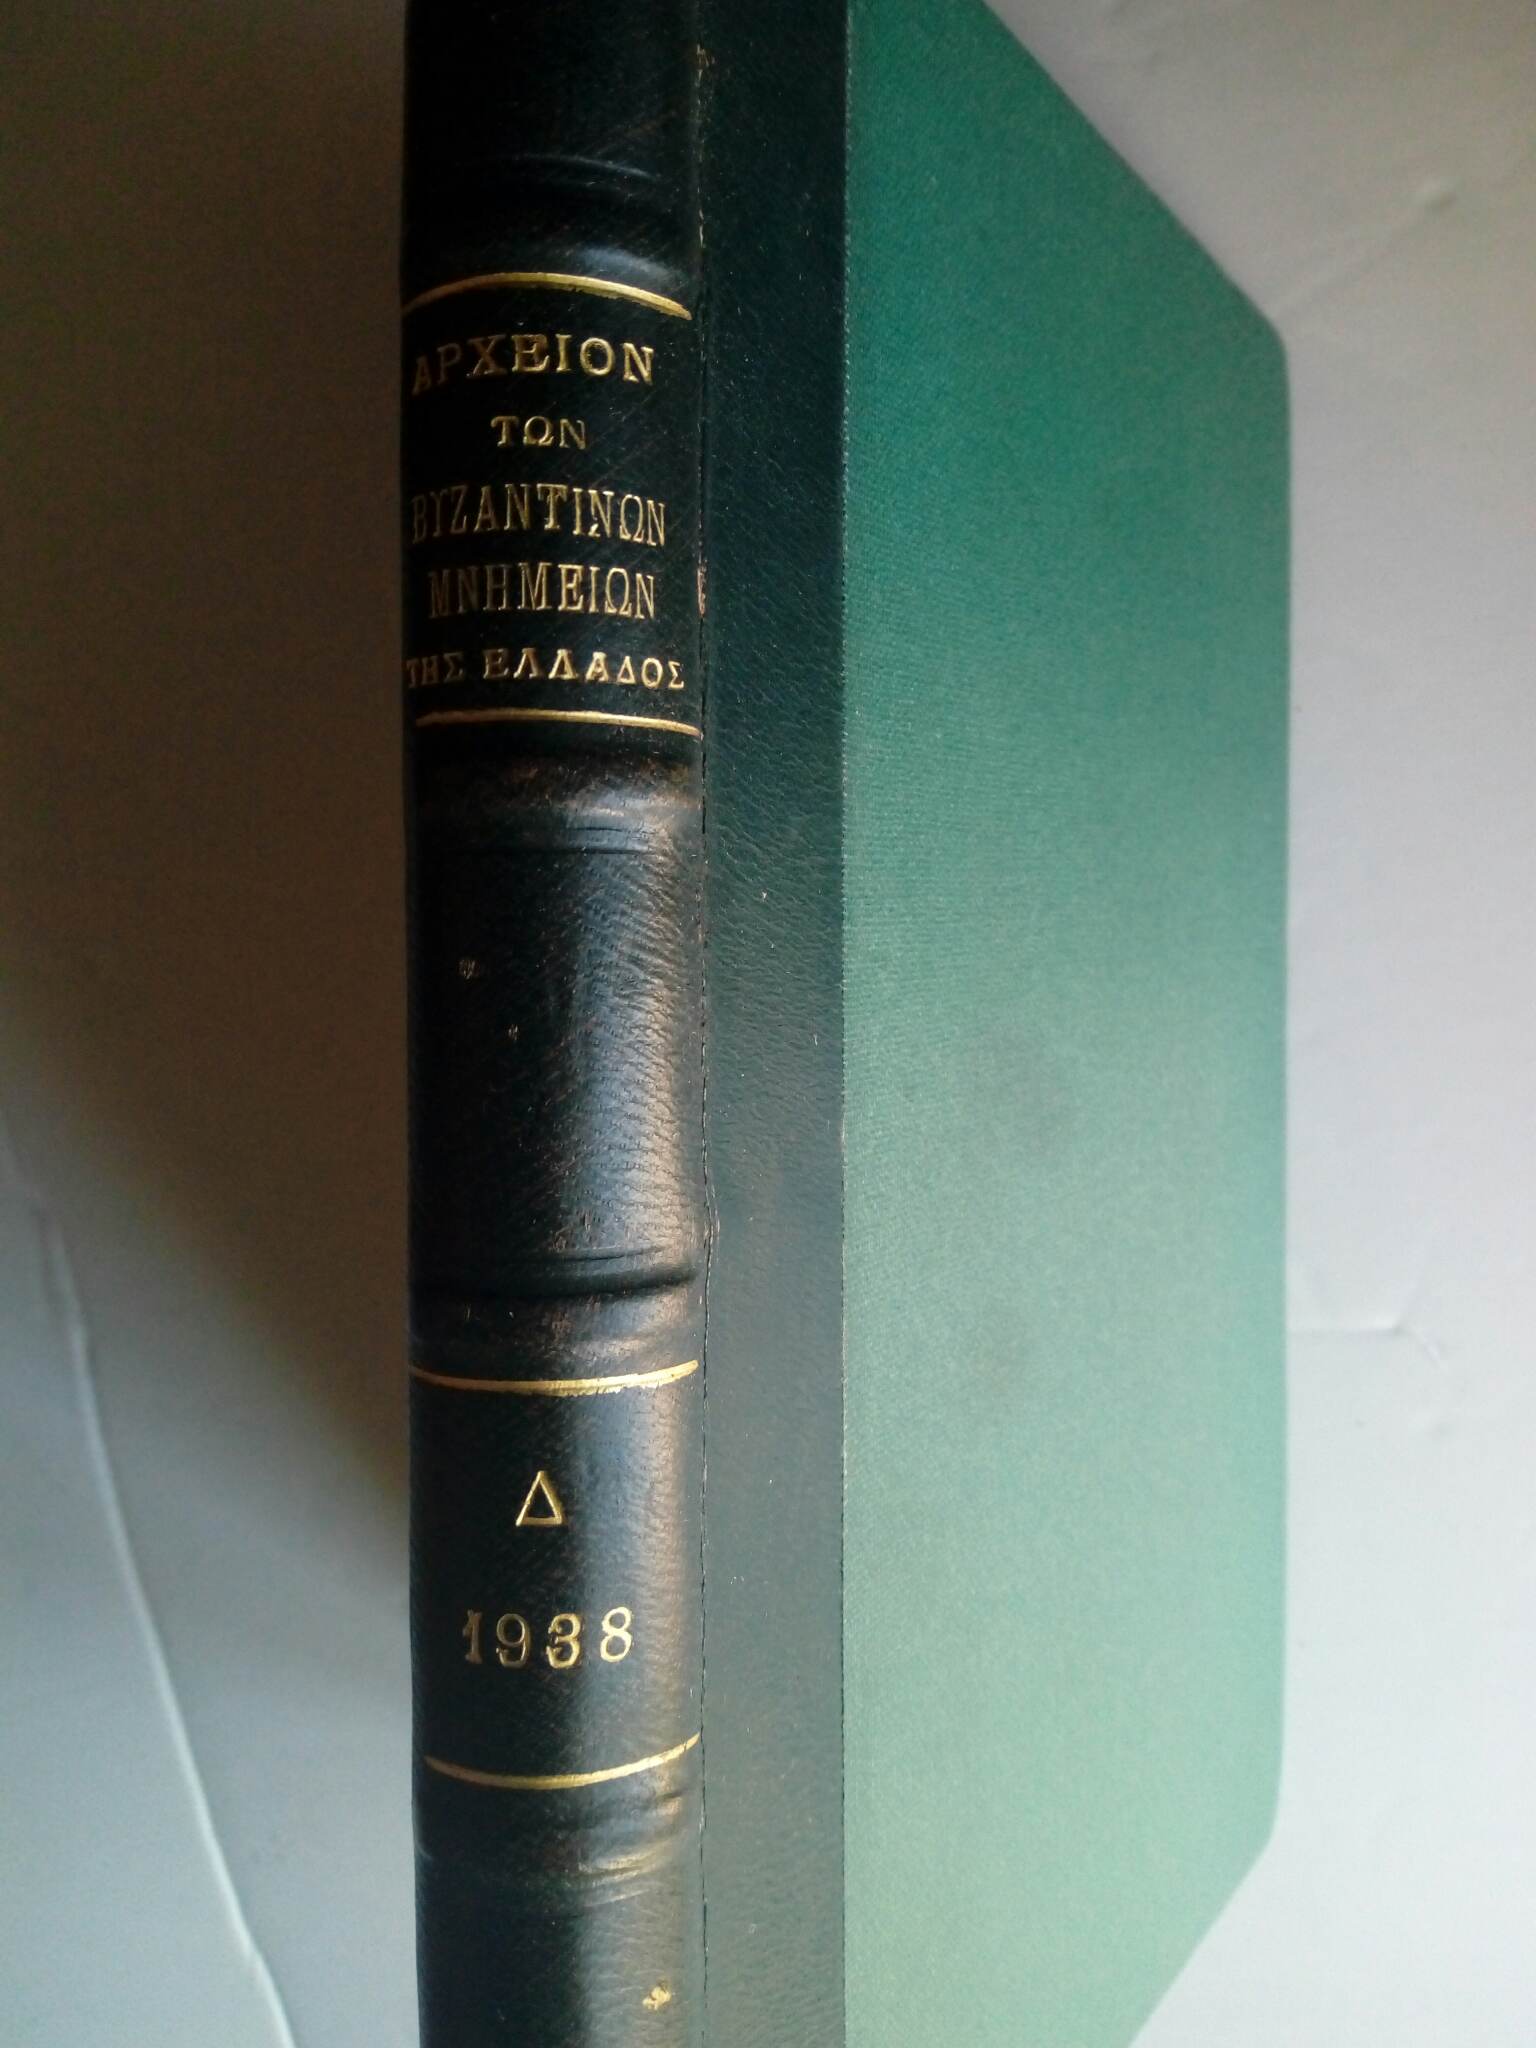 ΑΡΧΕΙΟΝ
ΤΩΝ
ΒΥΖΑΝΤΙΝΩΝ
ΜΝΗΜΕΙΩΝ
ΤΗΣ ΕΛΛΑΔΟΣ
Δ
1938